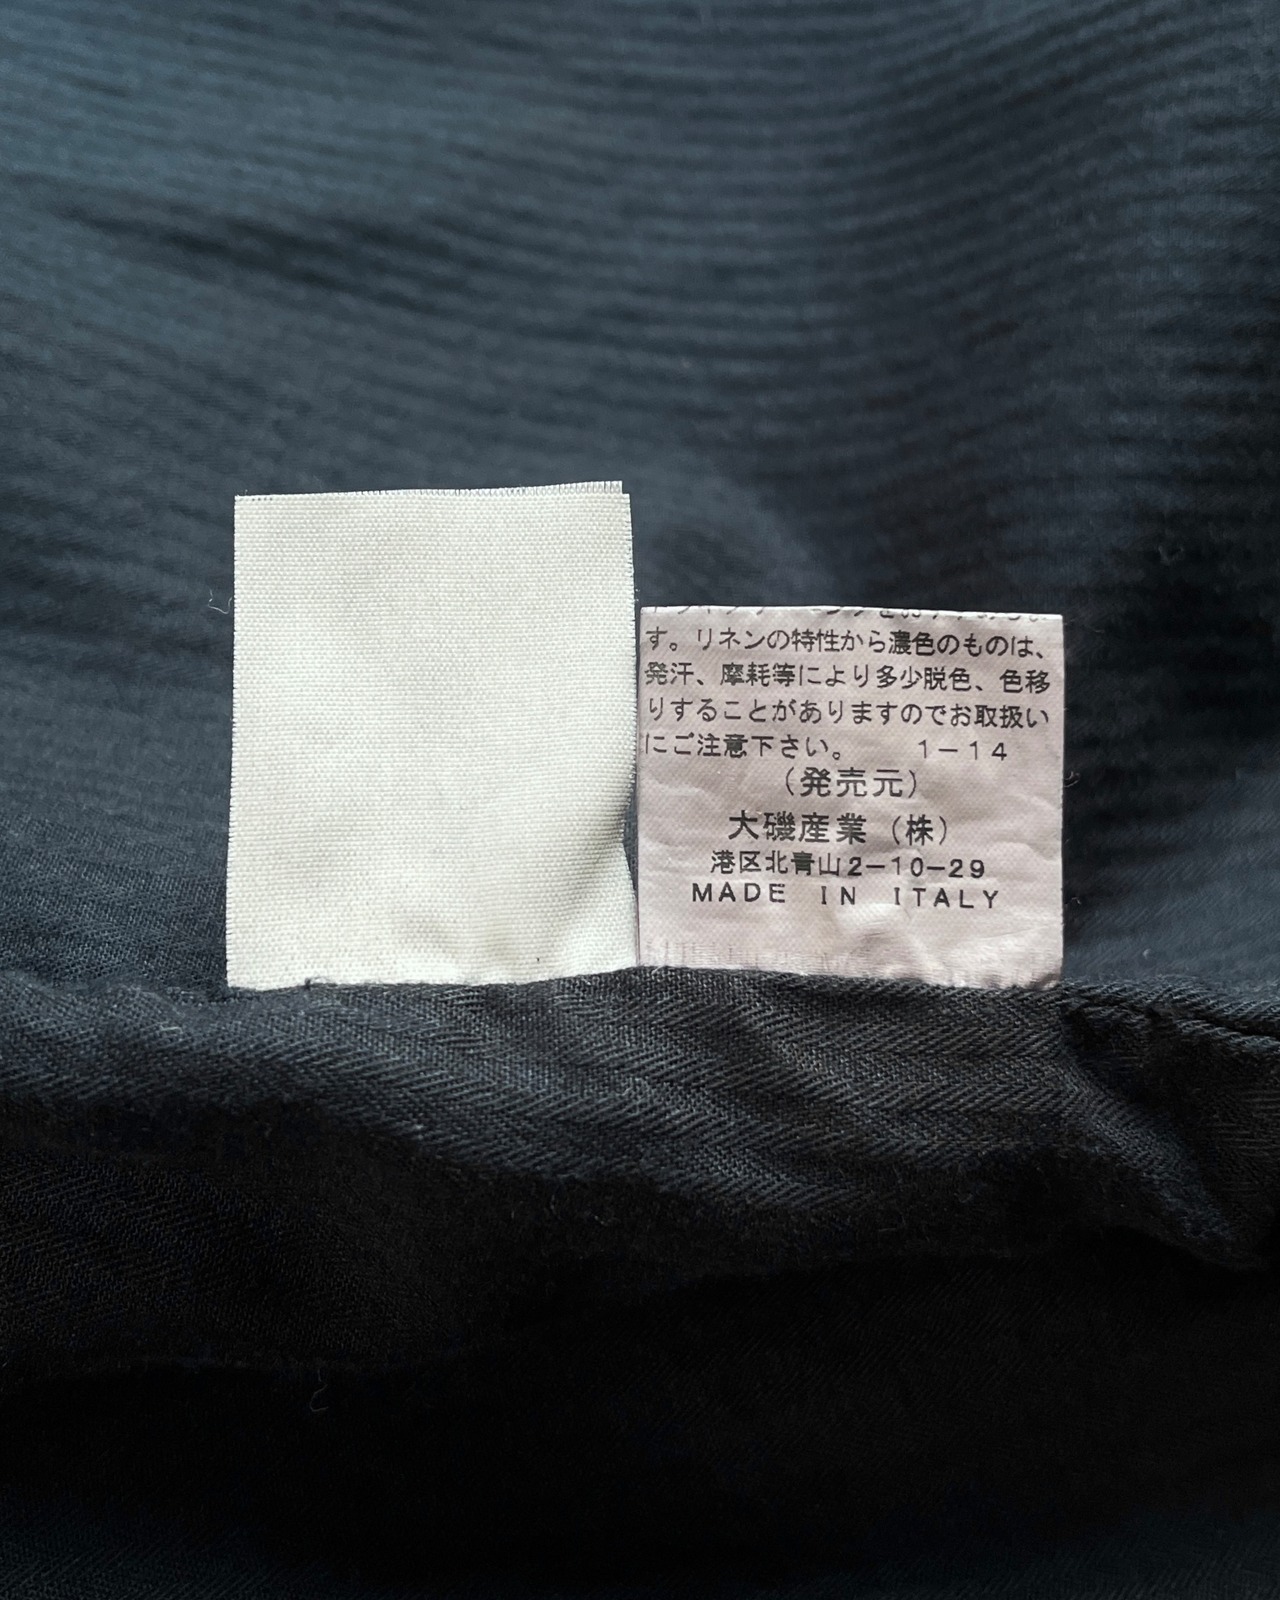 す。リネンの特性から濃色のものは、
発汗、摩耗等により多少脱色、色移
りすることがありますのでお取扱い
にご注意下さい。 1-14
(発売元)
大磯産業(株)
港区北青山2-10-29
MADE IN ITALY